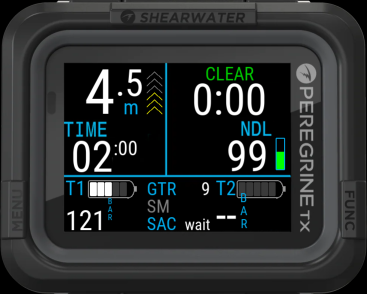 SHEARWATER
4.5
m
CLEAR
0:00
TIME
02:00
NDL
99
T1
GTR 9
T2
BAR
SM
BAR
121
SAC wait
--
MENU
FUNC
PEREGRINE TX